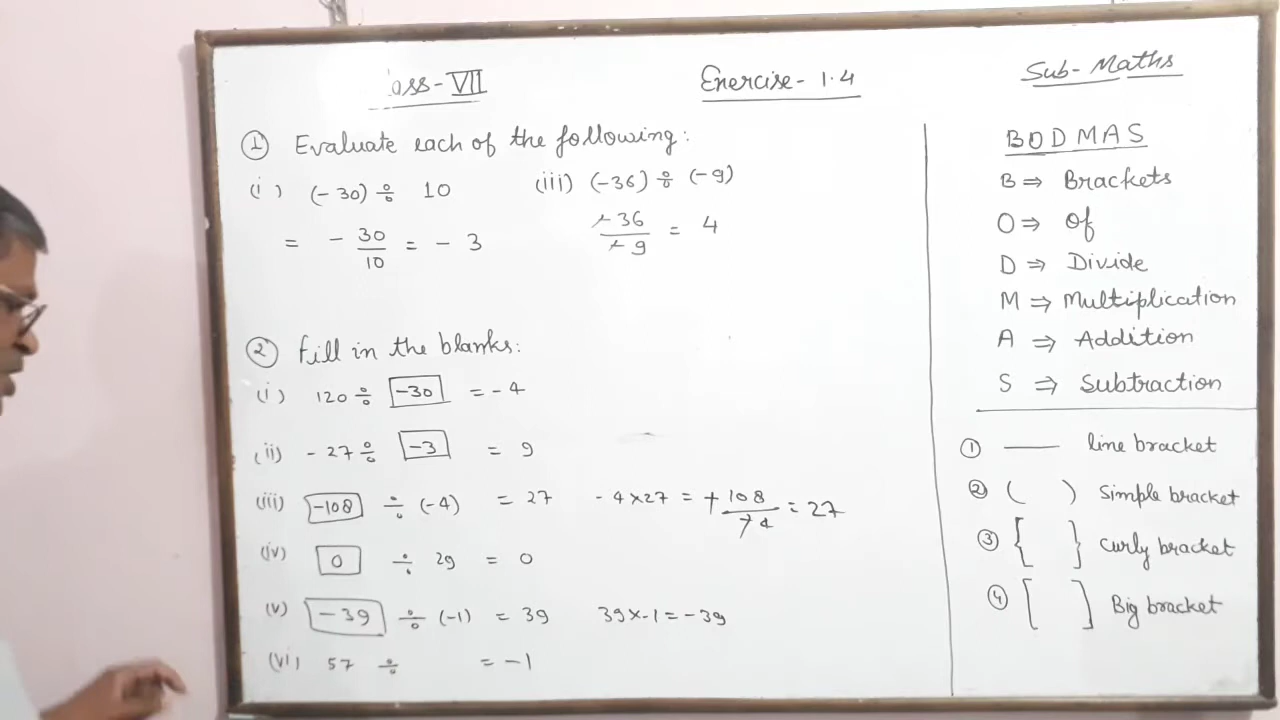 ass - VII
Exercise - 1.4
Sub - Maths
① Evaluate each of the following:
(i) (-30) ÷ 10
= - 30/10 = - 3
(iii) (-36) ÷ (-9)
-36/-9 = 4
② Fill in the blanks:
(i) 120 ÷ -30 = - 4
(ii) - 27 ÷ -3 = 9
(iii) -108 ÷ (-4) = 27 - 4 x 27 = -108/-4 = 27
(iv) 0 ÷ 29 = 0
(v) -39 ÷ (-1) = 39 39 x -1 = - 39
(vi) 57 ÷ = - 1
BODMAS
B ⇒ Brackets
O ⇒ Of
D ⇒ Divide
M ⇒ Multiplication
A ⇒ Addition
S ⇒ Subtraction
① — line bracket
② ( ) Simple bracket
③ { } Curly bracket
④ [ ] Big bracket